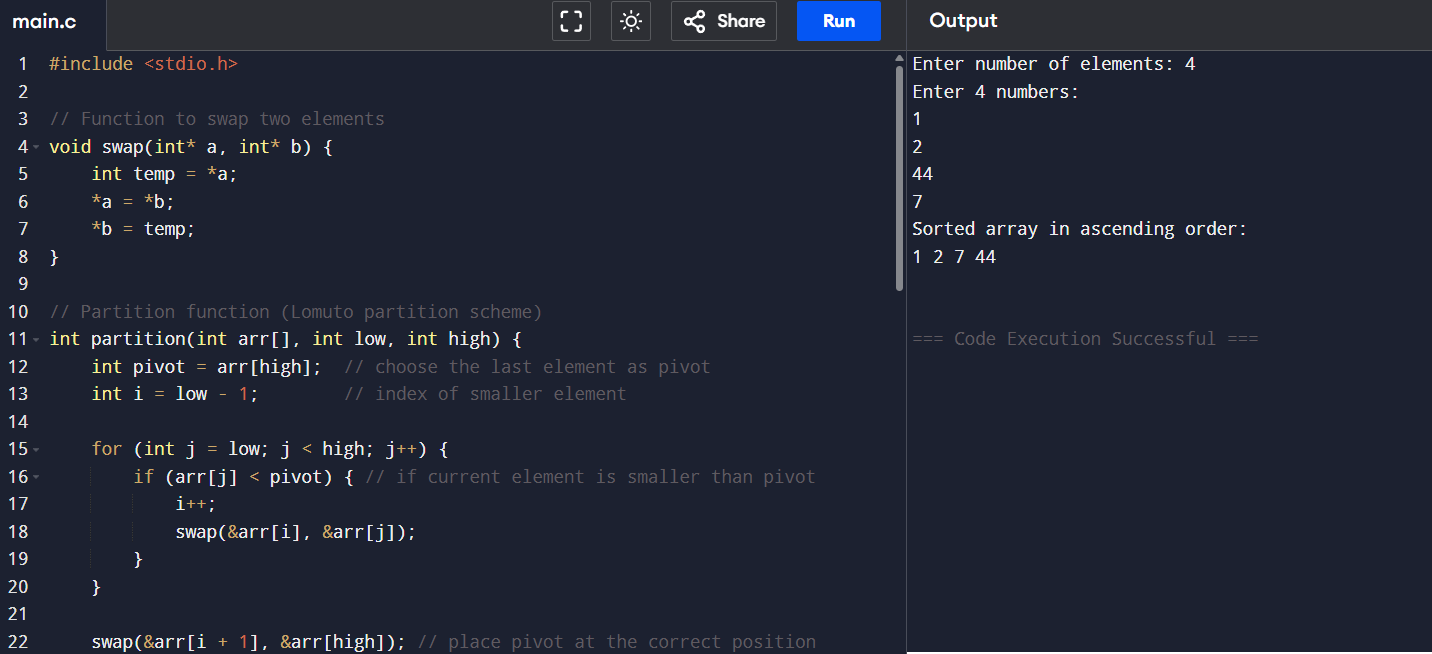 main.c
Share
Run
Output
1 #include <stdio.h>
2
3 // Function to swap two elements
4 void swap(int* a, int* b) {
5     int temp = *a;
6     *a = *b;
7     *b = temp;
8 }
9
10 // Partition function (Lomuto partition scheme)
11 int partition(int arr[], int low, int high) {
12     int pivot = arr[high];  // choose the last element as pivot
13     int i = low - 1;        // index of smaller element
14
15     for (int j = low; j < high; j++) {
16         if (arr[j] < pivot) { // if current element is smaller than pivot
17             i++;
18             swap(&arr[i], &arr[j]);
19         }
20     }
21
22     swap(&arr[i + 1], &arr[high]); // place pivot at the correct position
Enter number of elements: 4
Enter 4 numbers:
1
2
44
7
Sorted array in ascending order:
1 2 7 44
=== Code Execution Successful ===